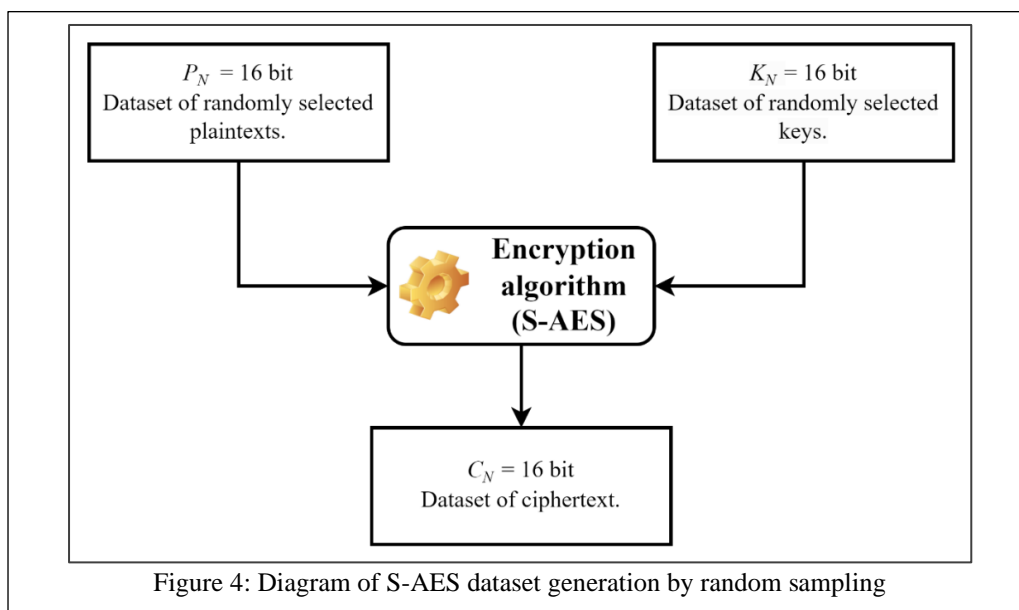 P_N = 16 bit
Dataset of randomly selected
plaintexts.
K_N = 16 bit
Dataset of randomly selected
keys.
Encryption
algorithm
(S-AES)
C_N = 16 bit
Dataset of ciphertext.
Figure 4: Diagram of S-AES dataset generation by random sampling